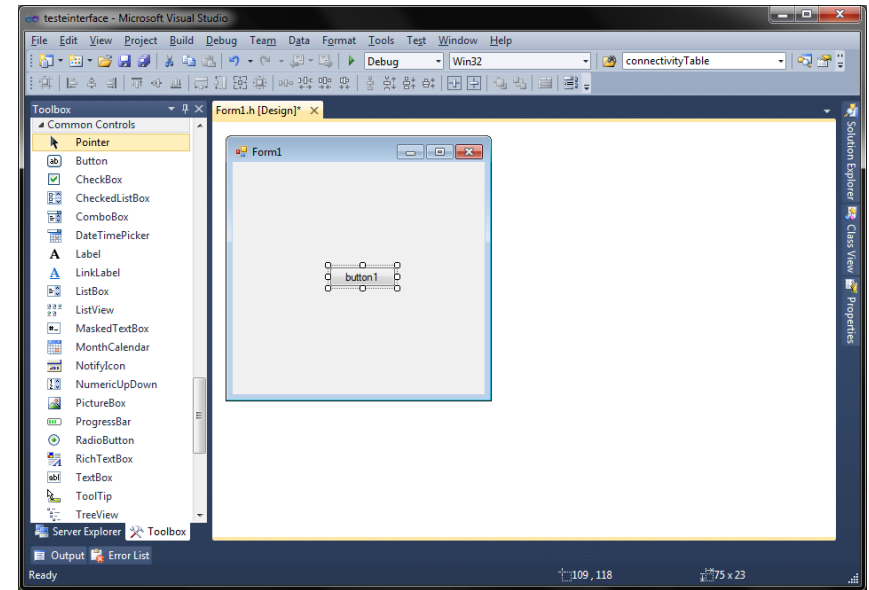 testeinterface - Microsoft Visual Studio
File Edit View Project Build Debug Team Data Format Tools Test Window Help
Debug Win32 connectivityTable
Toolbox
Form1.h [Design]*
Common Controls
Pointer
Button
CheckBox
CheckedListBox
ComboBox
DateTimePicker
Label
LinkLabel
ListBox
ListView
MaskedTextBox
MonthCalendar
NotifyIcon
NumericUpDown
PictureBox
ProgressBar
RadioButton
RichTextBox
TextBox
ToolTip
TreeView
Server Explorer Toolbox
Form1
button1
Solution Explorer
Class View
Properties
Output Error List
Ready 109 , 118 75 x 23